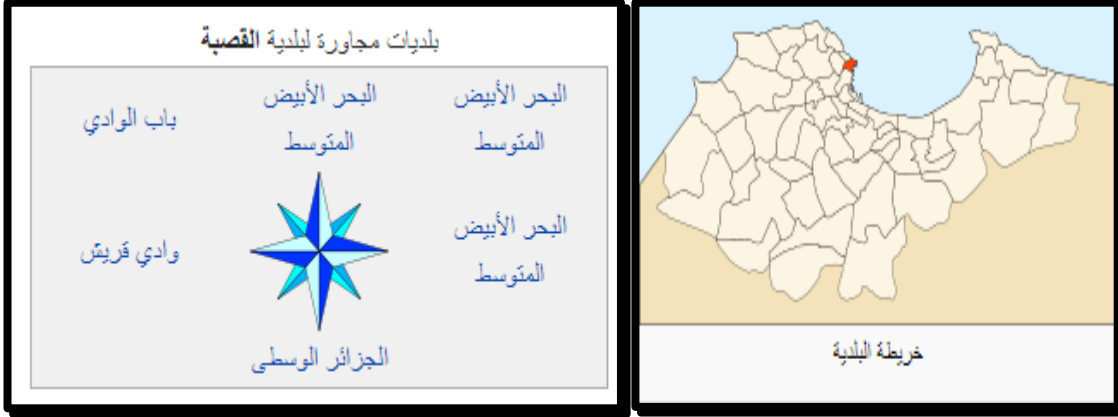 بلديات مجاورة لبلدية القصبة
البحر الأبيض
المتوسط
البحر الأبيض
المتوسط
باب الوادي
البحر الأبيض
المتوسط
وادي قريش
الجزائر الوسطى
خريطة البلدية